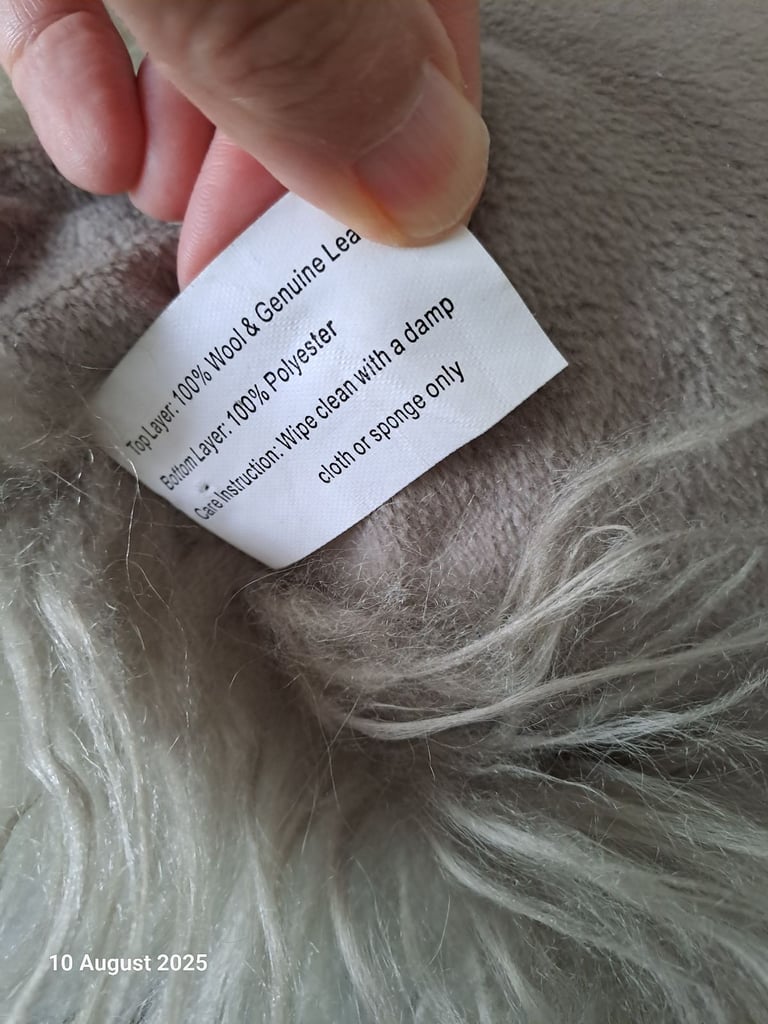 Top Layer: 100% Wool & Genuine Lea
Bottom Layer: 100% Polyester
Care Instruction: Wipe clean with a damp
cloth or sponge only
10 August 2025